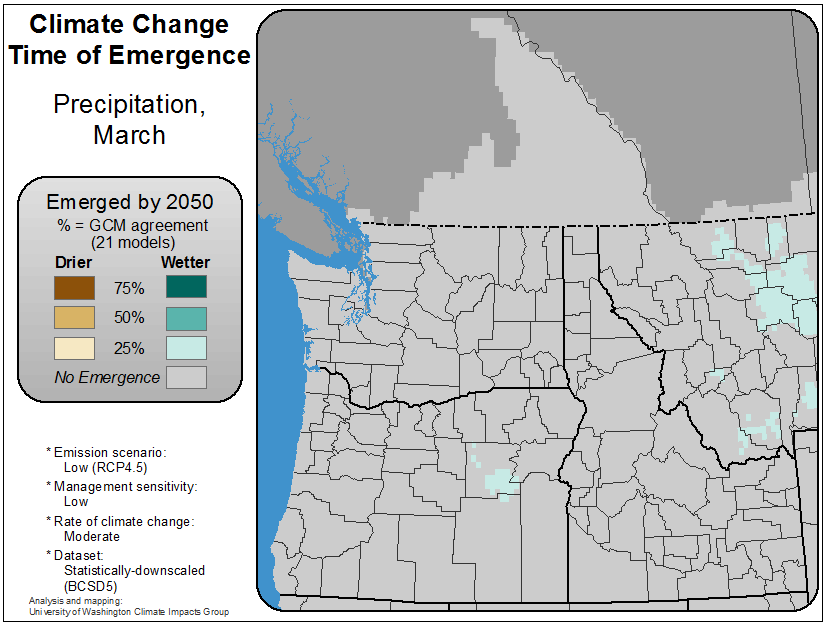 Climate Change
Time of Emergence
Precipitation,
March
Emerged by 2050
% = GCM agreement
(21 models)
Drier Wetter
75%
50%
25%
No Emergence
* Emission scenario:
Low (RCP4.5)
* Management sensitivity:
Low
* Rate of climate change:
Moderate
* Dataset:
Statistically-downscaled
(BCSD5)
Analysis and mapping:
University of Washington Climate Impacts Group